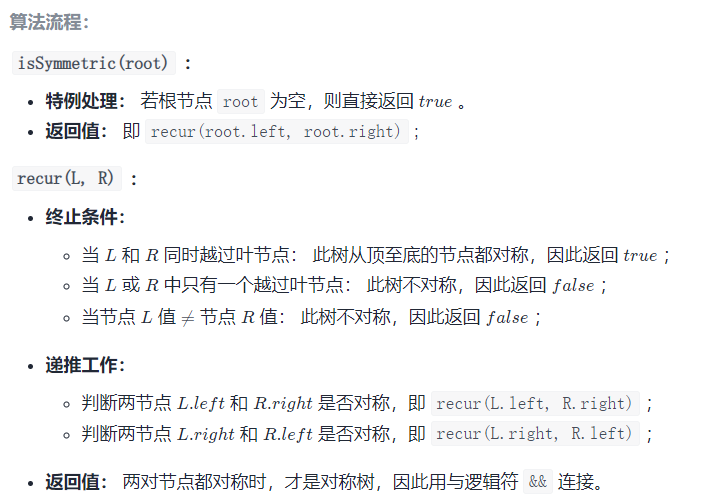 算法流程：
isSymmetric(root) ：
• 特例处理： 若根节点 root 为空，则直接返回 true 。
• 返回值： 即 recur(root.left, root.right) ；
recur(L, R) ：
• 终止条件：
◦ 当 L 和 R 同时越过叶节点： 此树从顶至底的节点都对称，因此返回 true ；
◦ 当 L 或 R 中只有一个越过叶节点： 此树不对称，因此返回 false ；
◦ 当节点 L 值 ≠ 节点 R 值： 此树不对称，因此返回 false ；
• 递推工作：
◦ 判断两节点 L.left 和 R.right 是否对称，即 recur(L.left, R.right) ；
◦ 判断两节点 L.right 和 R.left 是否对称，即 recur(L.right, R.left) ；
• 返回值： 两对节点都对称时，才是对称树，因此用与逻辑符 && 连接。